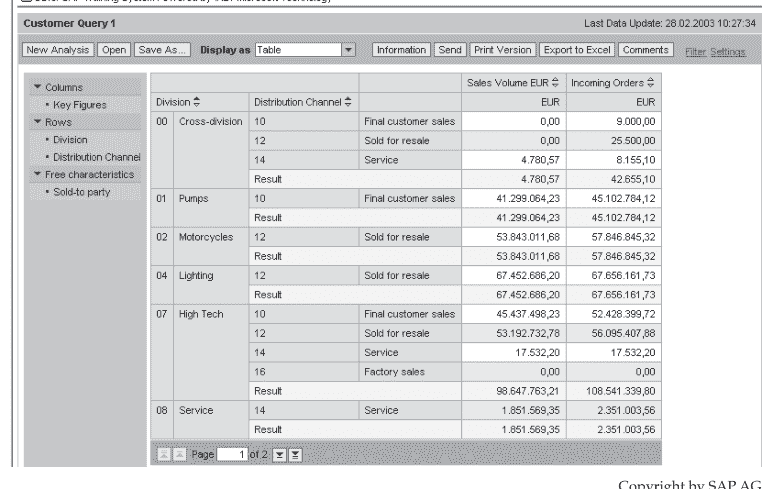 Customer Query 1 Last Data Update: 28.02.2003 10:27:34
New Analysis Open Save As... Display as Table Information Send Print Version Export to Excel Comments Filter Settings
Columns
Key Figures
Rows
Division
Distribution Channel
Free characteristics
Sold-to party
Sales Volume EUR Incoming Orders
Division Distribution Channel EUR EUR
00 Cross-division 10 Final customer sales 0,00 9.000,00
12 Sold for resale 0,00 25.500,00
14 Service 4.780,57 8.155,10
Result 4.780,57 42.655,10
01 Pumps 10 Final customer sales 41.299.064,23 45.102.784,12
Result 41.299.064,23 45.102.784,12
02 Motorcycles 12 Sold for resale 53.843.011,68 57.846.845,32
Result 53.843.011,68 57.846.845,32
04 Lighting 12 Sold for resale 67.452.686,20 67.656.161,73
Result 67.452.686,20 67.656.161,73
07 High Tech 10 Final customer sales 45.437.498,23 52.428.399,72
12 Sold for resale 53.192.732,78 56.095.407,88
14 Service 17.532,20 17.532,20
16 Factory sales 0,00 0,00
Result 98.647.763,21 108.541.339,80
08 Service 14 Service 1.851.569,35 2.351.003,56
Result 1.851.569,35 2.351.003,56
Page 1 of 2
Copyright by SAP AG